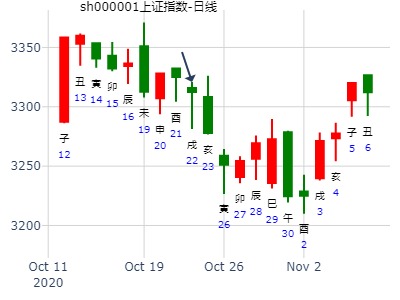 sh000001上证指数-日线
3350
3300
3250
3200
子
12
丑
13
寅
14
卯
15
辰
16
未
19
申
20
酉
21
戌
22
亥
23
寅
26
卯
27
辰
28
巳
29
午
30
酉
2
戌
3
亥
4
子
5
丑
6
Oct 11
2020
Oct 19
Oct 26
Nov 2